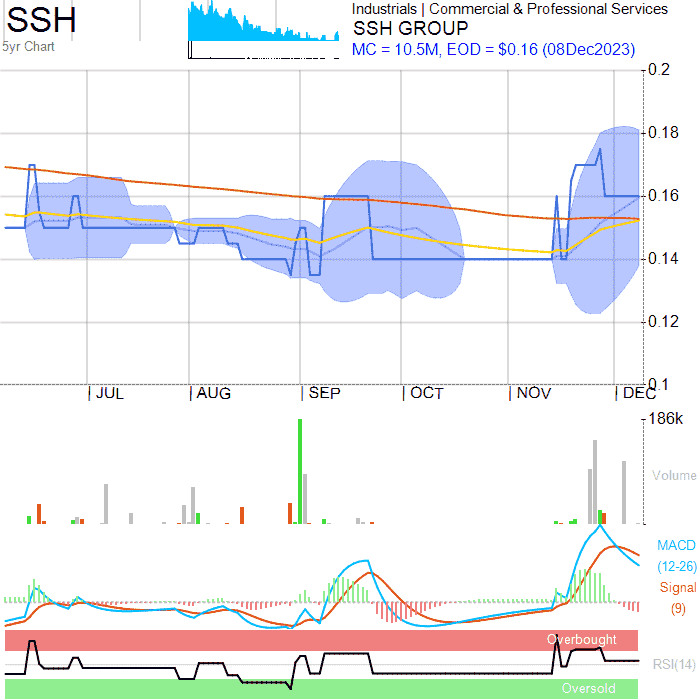 SSH
5yr Chart
Industrials | Commercial & Professional Services
SSH GROUP
MC = 10.5M, EOD = $0.16 (08Dec2023)
0.2
0.18
0.16
0.14
0.12
0.1
JUL AUG SEP OCT NOV DEC
186k
Volume
MACD
(12-26)
Signal
(9)
Overbought
RSI(14)
Oversold